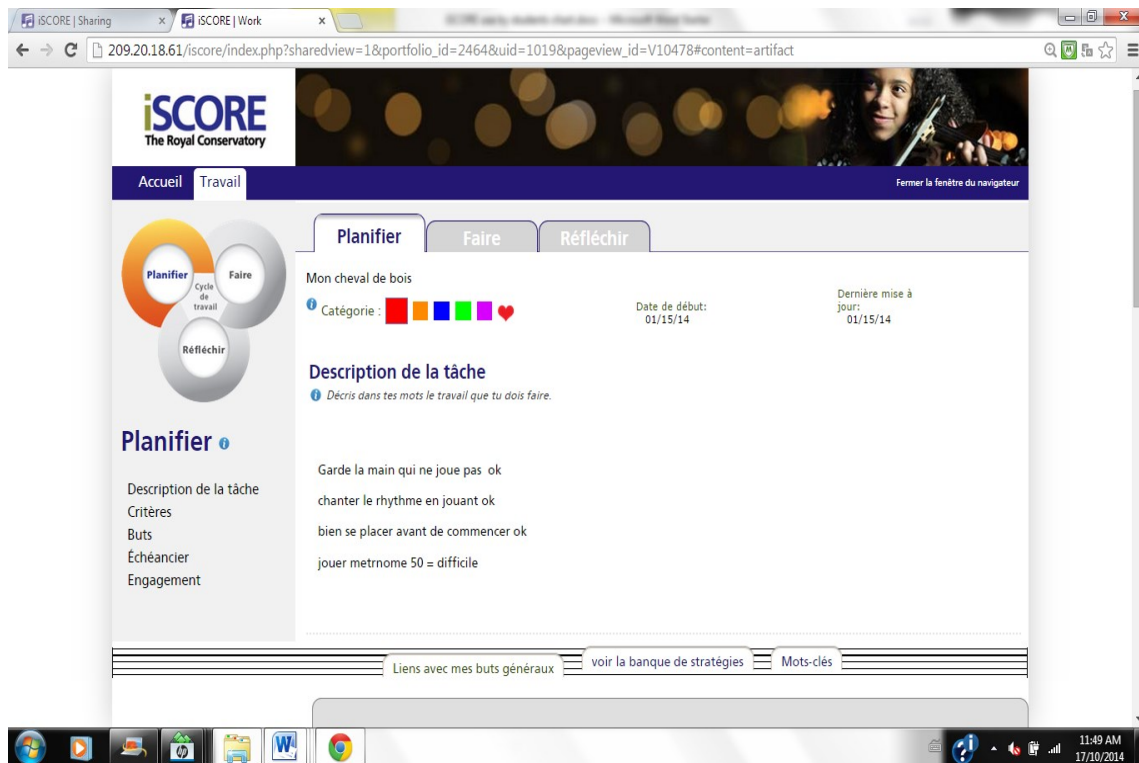 iSCORE | Sharing
iSCORE | Work
209.20.18.61/iscore/index.php?sharedview=1&portfolio_id=2464&uid=1019&pageview_id=V10478#content=artifact
iSCORE
The Royal Conservatory
Accueil Travail
Fermer la fenêtre du navigateur
Planifier Faire Réfléchir
Planifier
Faire
Cycle
de
travail
Réfléchir
Mon cheval de bois
Catégorie :
Date de début:
01/15/14
Dernière mise à
jour:
01/15/14
Description de la tâche
Décris dans tes mots le travail que tu dois faire.
Planifier
Description de la tâche
Critères
Buts
Échéancier
Engagement
Garde la main qui ne joue pas ok
chanter le rhythme en jouant ok
bien se placer avant de commencer ok
jouer metrnome 50 = difficile
Liens avec mes buts généraux voir la banque de stratégies Mots-clés
11:49 AM
17/10/2014